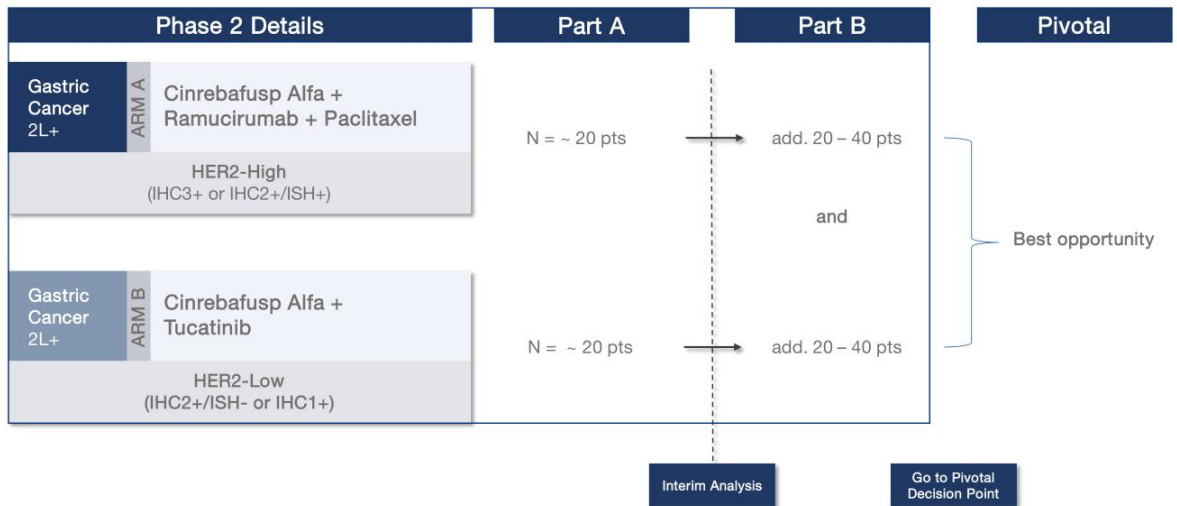 Phase 2 Details
Part A
Part B
Pivotal
Gastric
Cancer
2L+
ARM A
Cinrebafusp Alfa +
Ramucirumab + Paclitaxel
N = ~ 20 pts
add. 20 – 40 pts
HER2-High
(IHC3+ or IHC2+/ISH+)
and
Best opportunity
Gastric
Cancer
2L+
ARM B
Cinrebafusp Alfa +
Tucatinib
N = ~ 20 pts
add. 20 – 40 pts
HER2-Low
(IHC2+/ISH- or IHC1+)
Interim Analysis
Go to Pivotal
Decision Point